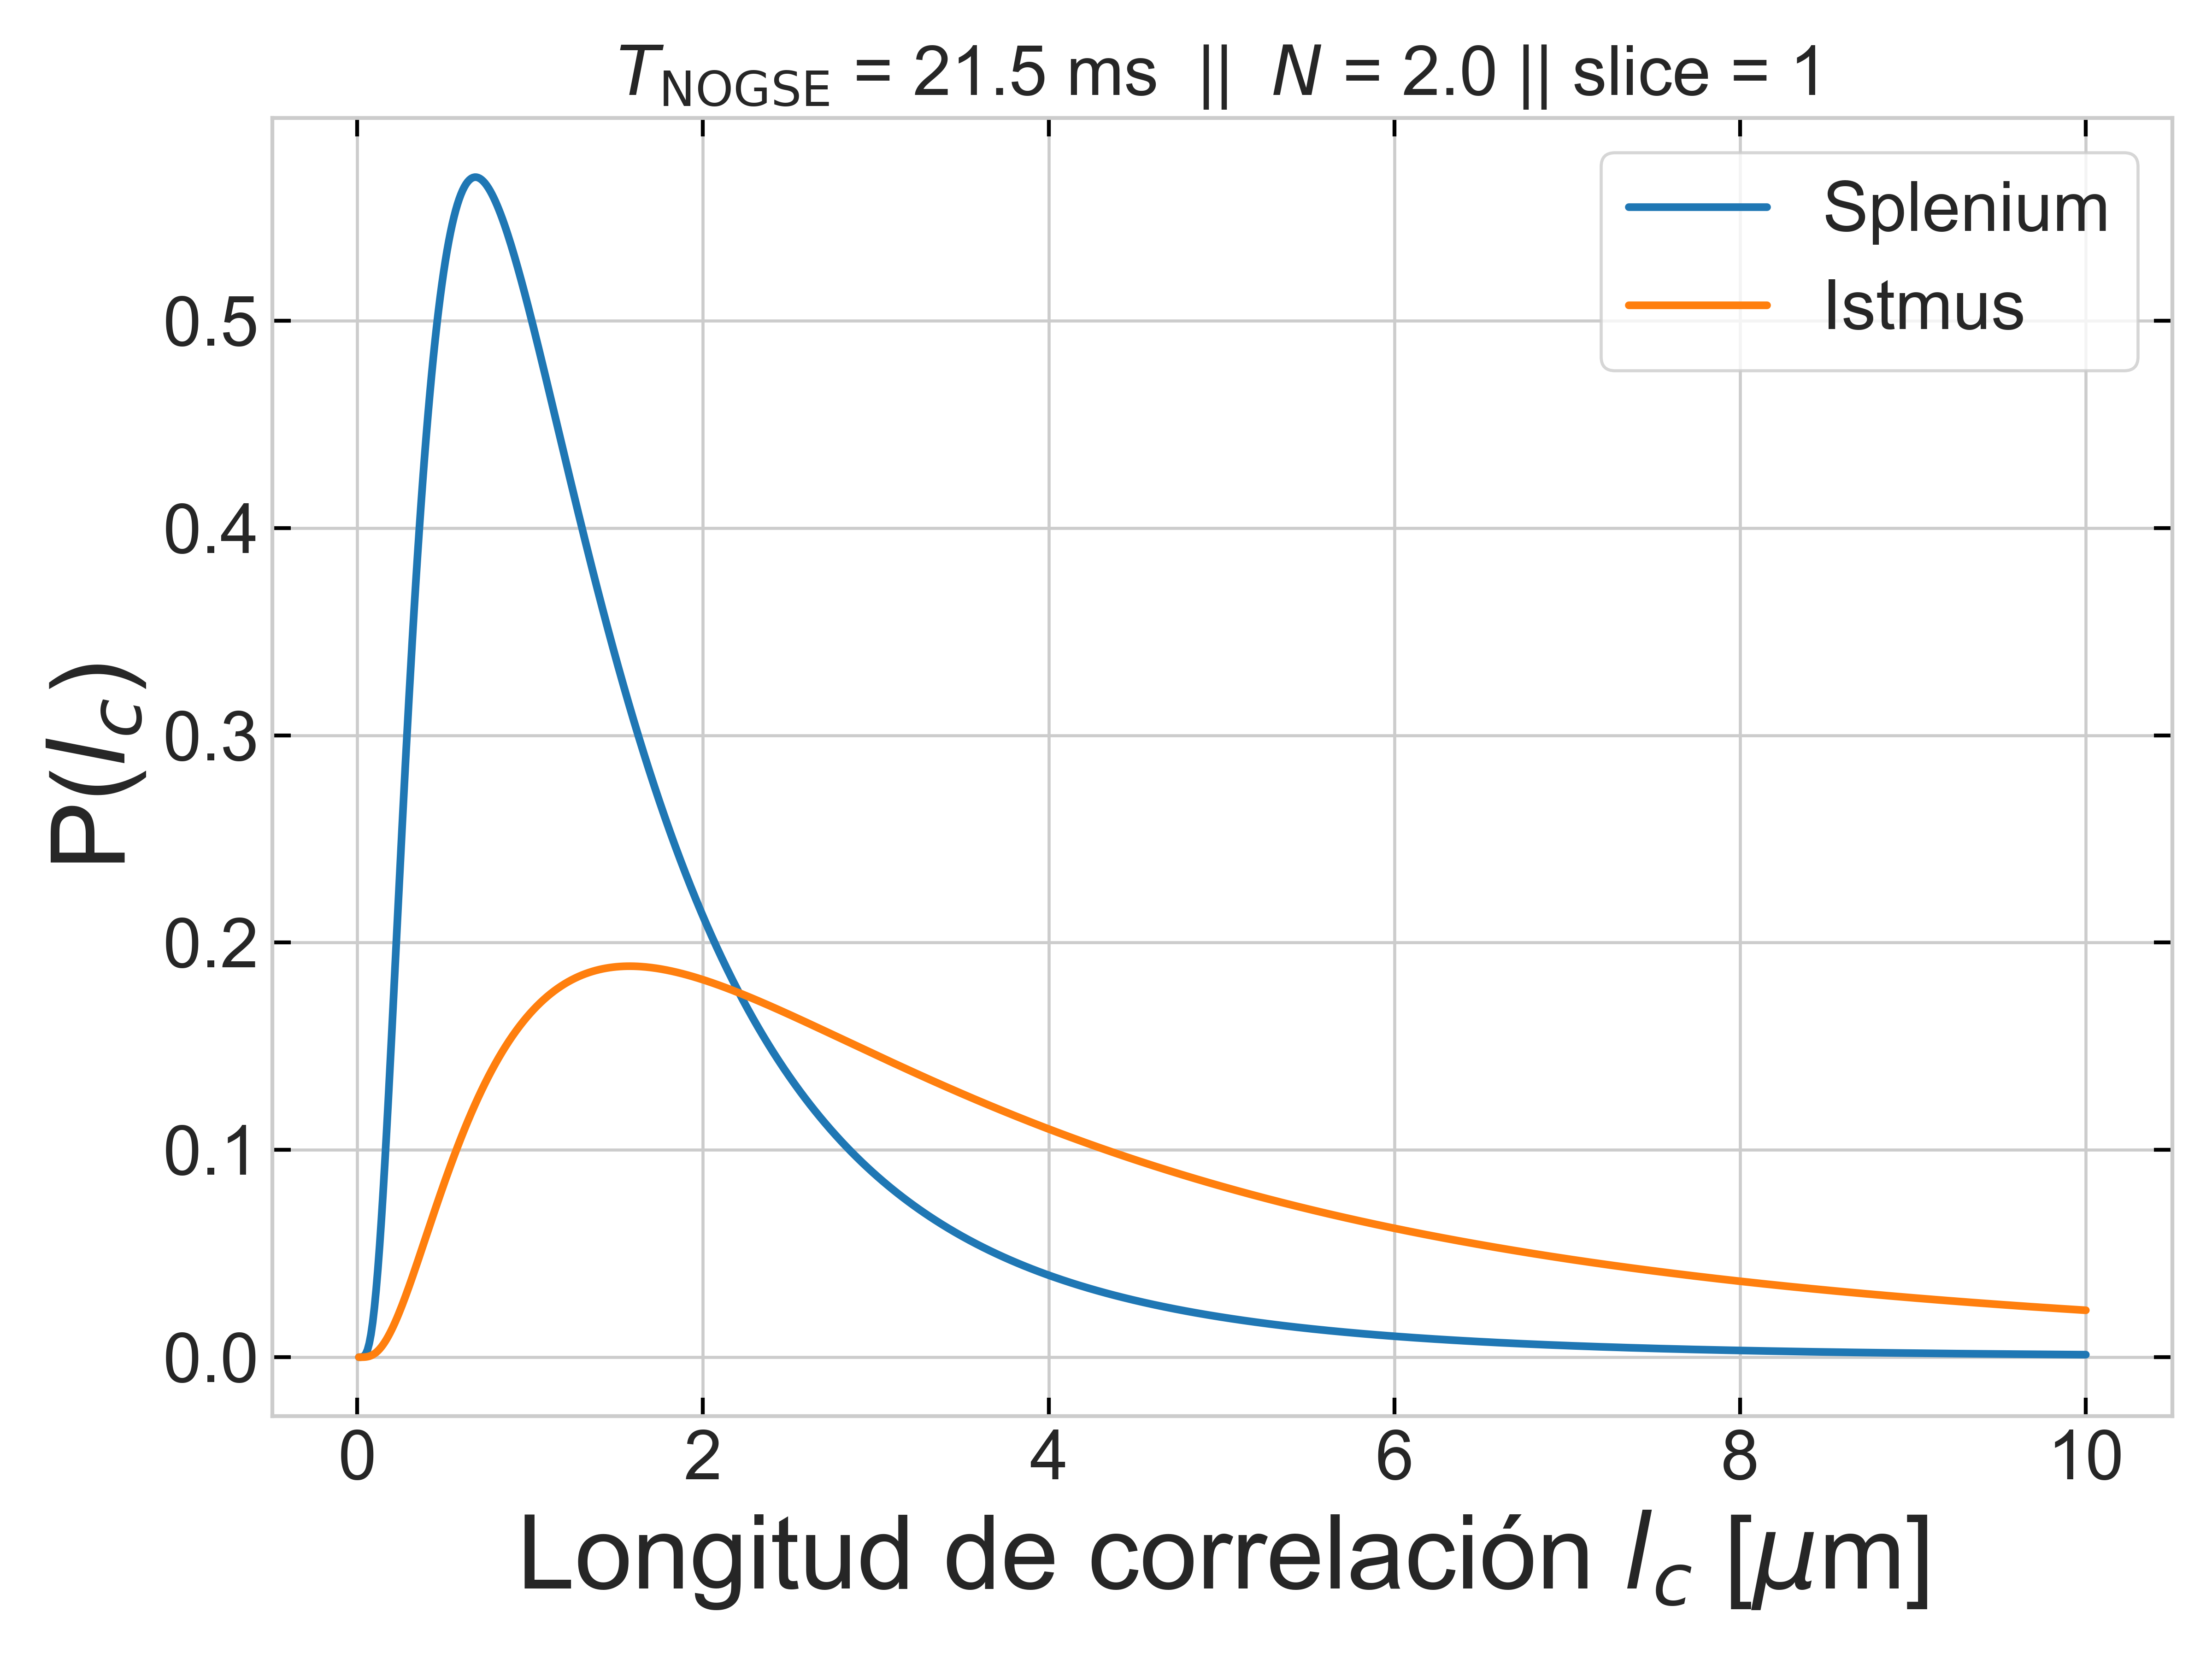 T_NOGSE = 21.5 ms || N = 2.0 || slice = 1
Splenium
Istmus
P(l_c)
0.5
0.4
0.3
0.2
0.1
0.0
0 2 4 6 8 10
Longitud de correlación l_c [μm]